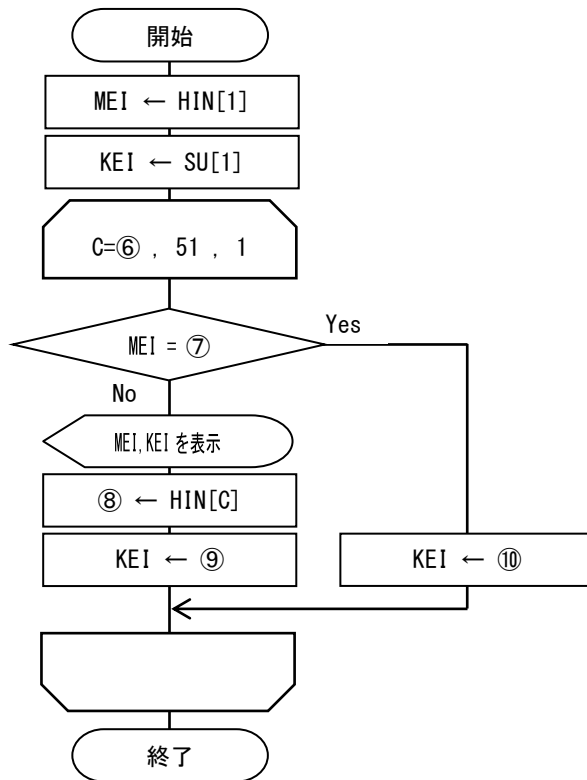 開始
MEI ← HIN[1]
KEI ← SU[1]
C=⑥ , 51 , 1
MEI = ⑦
Yes
No
MEI,KEI を表示
⑧ ← HIN[C]
KEI ← ⑨
KEI ← ⑩
終了